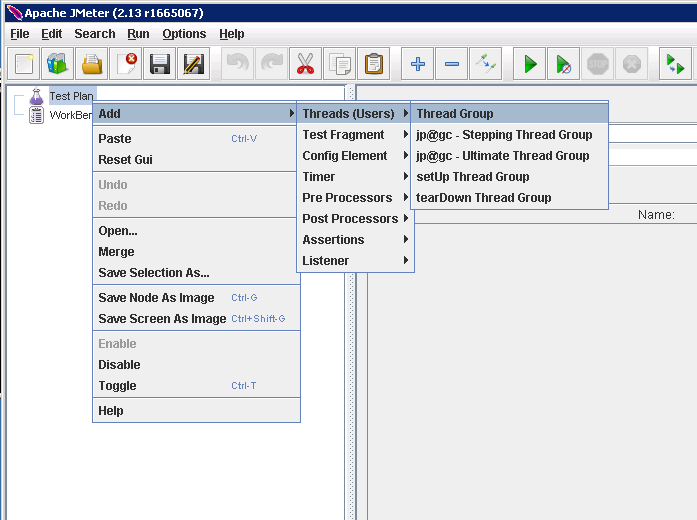 Apache JMeter (2.13 r1665067)
File Edit Search Run Options Help
Test Plan
WorkBen
Add
Paste Ctrl-V
Reset Gui
Undo
Redo
Open...
Merge
Save Selection As...
Save Node As Image Ctrl-G
Save Screen As Image Ctrl+Shift-G
Enable
Disable
Toggle Ctrl-T
Help
Threads (Users)
Test Fragment
Config Element
Timer
Pre Processors
Post Processors
Assertions
Listener
Thread Group
jp@gc - Stepping Thread Group
jp@gc - Ultimate Thread Group
setUp Thread Group
tearDown Thread Group
Name:
STOP